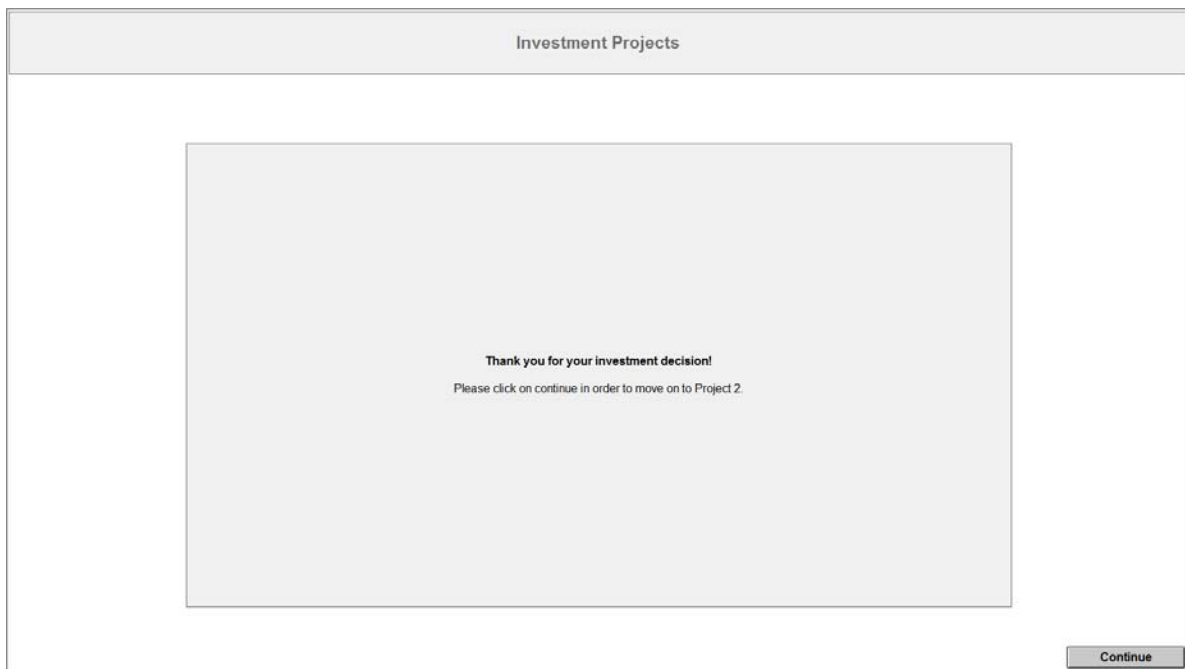 Investment Projects
Thank you for your investment decision!
Please click on continue in order to move on to Project 2.
Continue